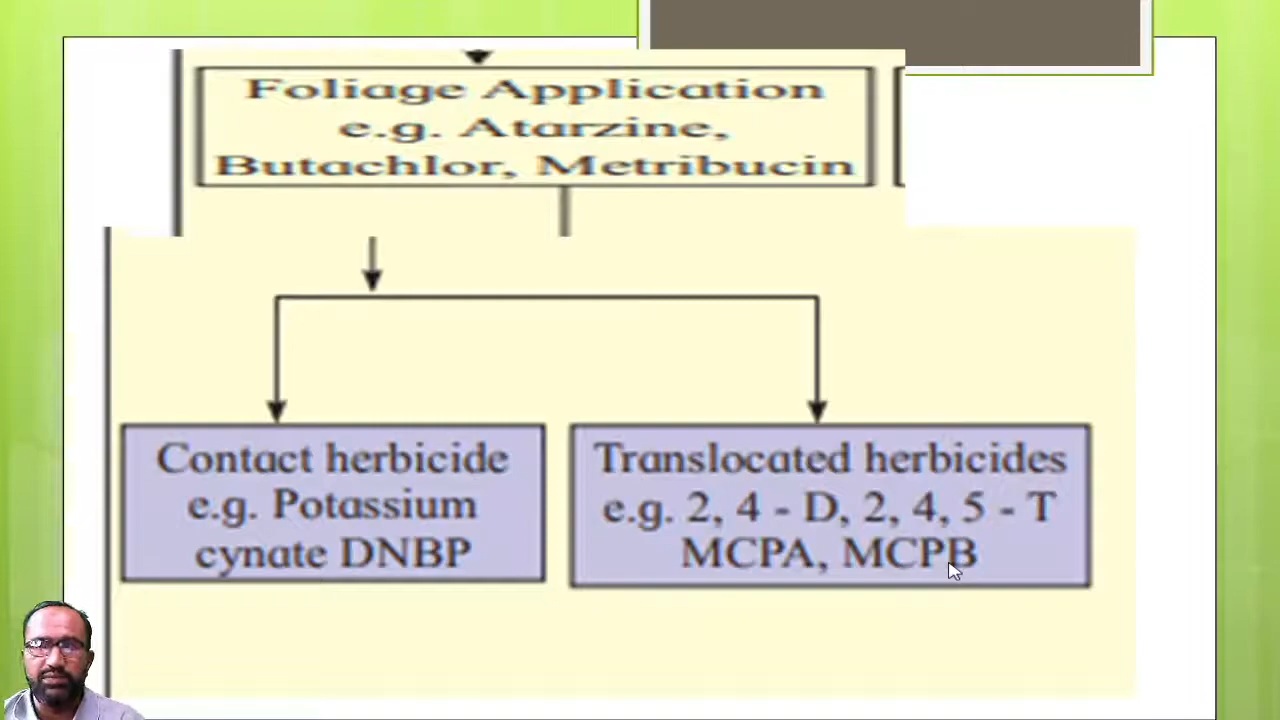 Foliage Application
e.g. Atarzine,
Butachlor, Metribucin
Contact herbicide
e.g. Potassium
cynate DNBP
Translocated herbicides
e.g. 2, 4 - D, 2, 4, 5 - T
MCPA, MCPB